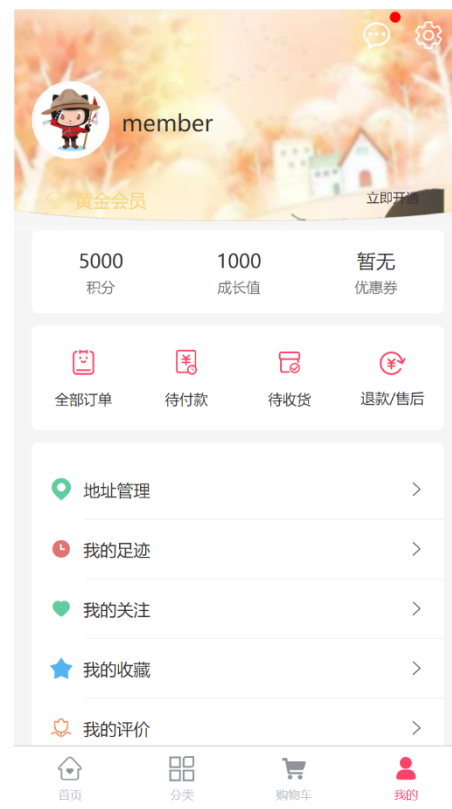 member
黄金会员
立即开通
5000
1000
暂无
积分
成长值
优惠券
全部订单
待付款
待收货
退款/售后
地址管理
我的足迹
我的关注
我的收藏
我的评价
首页
分类
购物车
我的